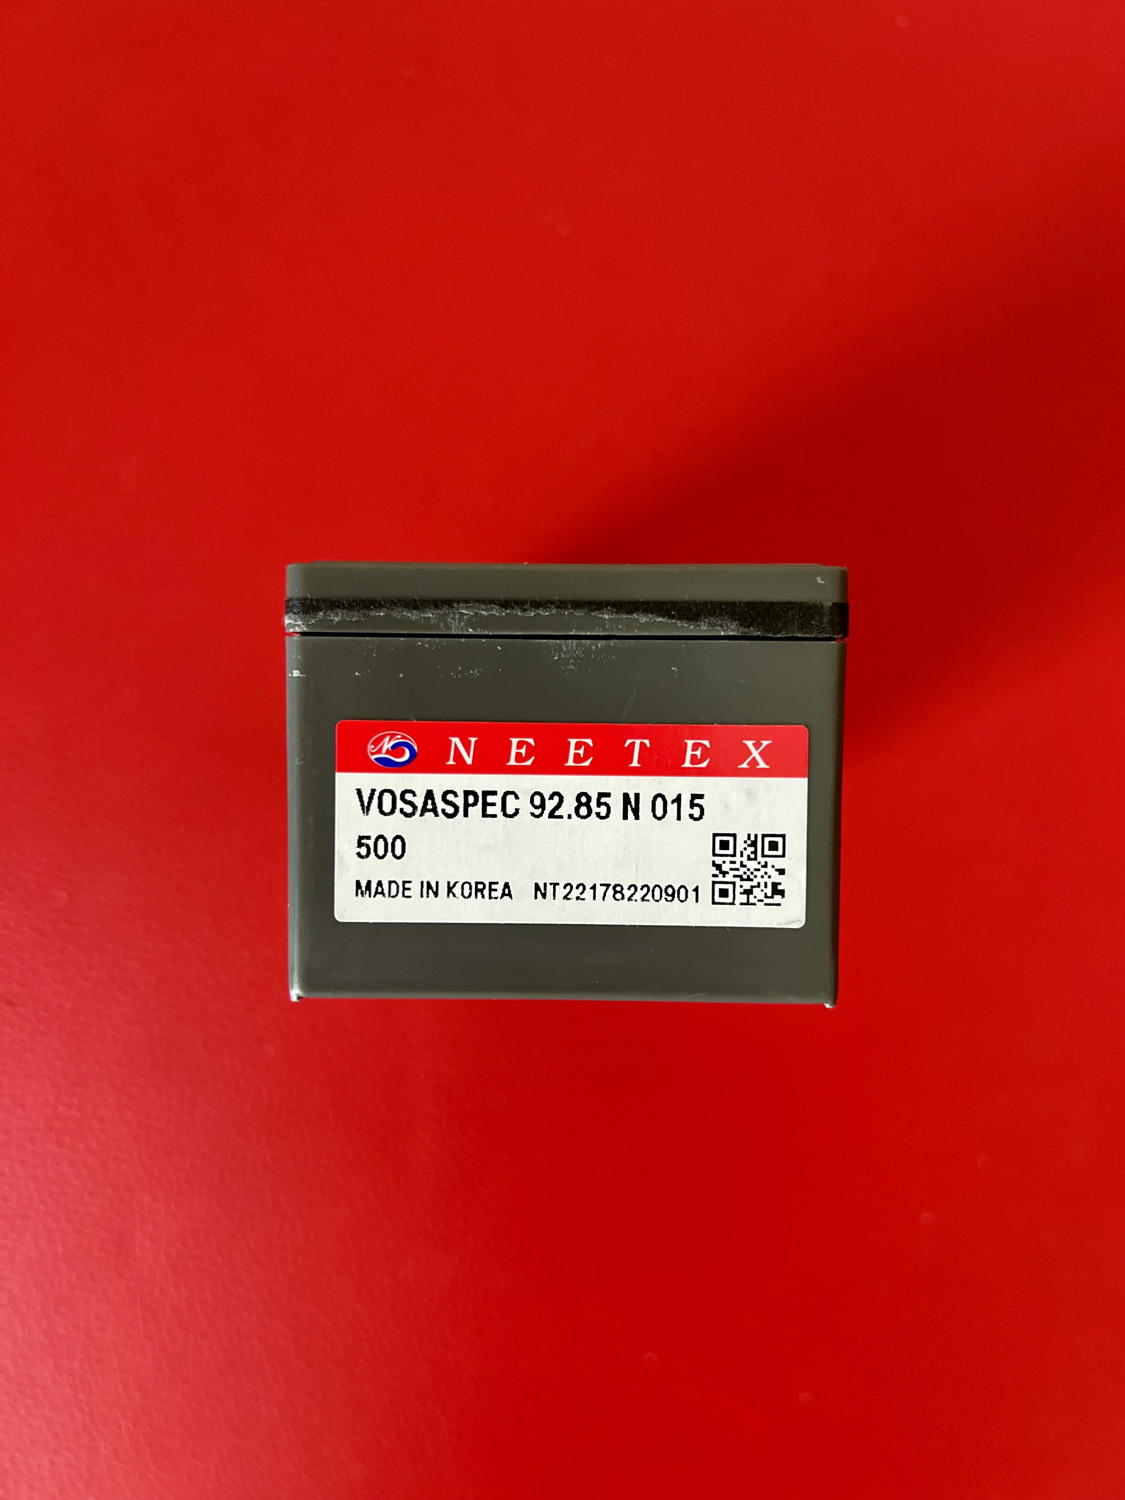 NEETEX
VOSASPEC 92.85 N 015
500
MADE IN KOREA NT22178220901